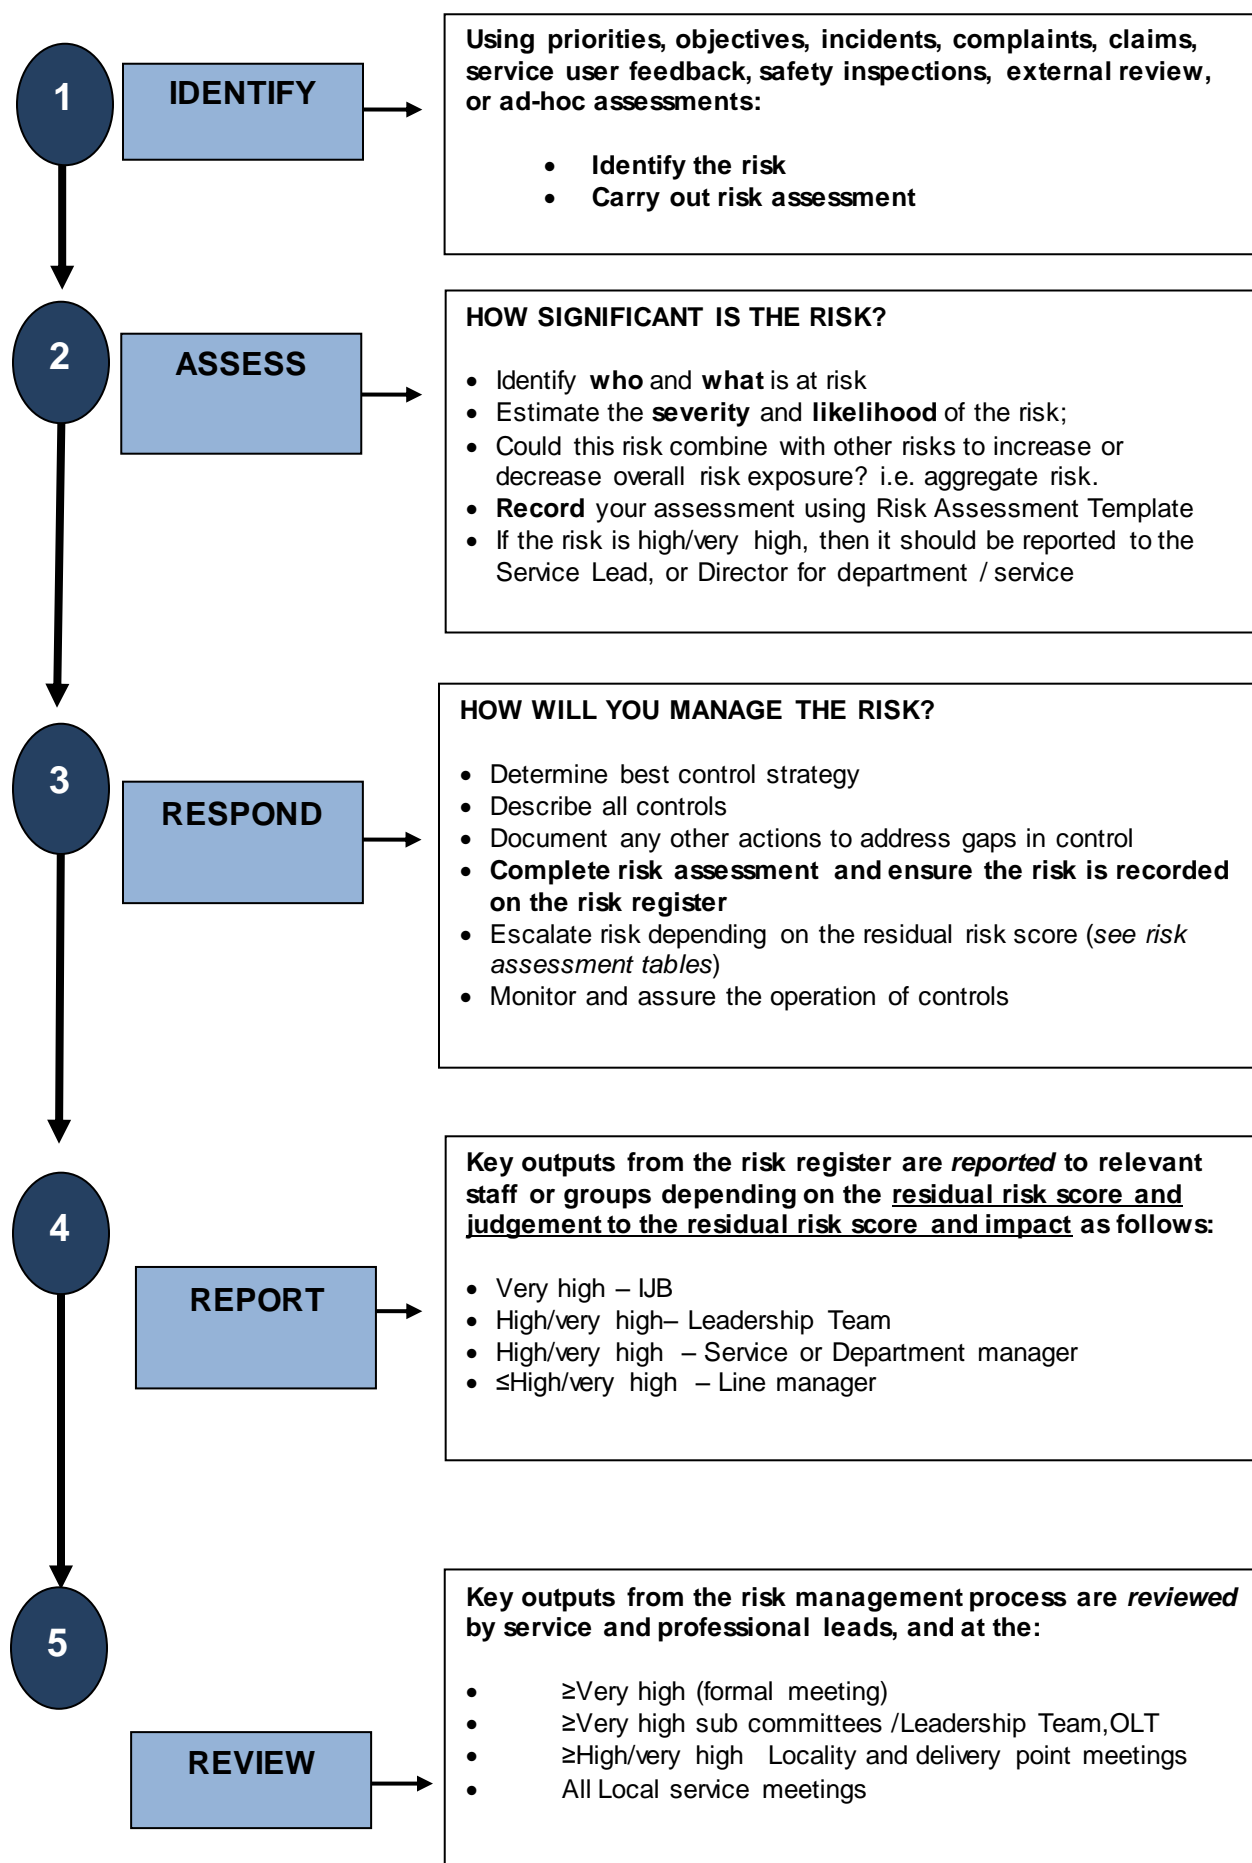 1
IDENTIFY
Using priorities, objectives, incidents, complaints, claims,
service user feedback, safety inspections, external review,
or ad-hoc assessments:
• Identify the risk
• Carry out risk assessment
2
ASSESS
HOW SIGNIFICANT IS THE RISK?
• Identify who and what is at risk
• Estimate the severity and likelihood of the risk;
• Could this risk combine with other risks to increase or
decrease overall risk exposure? i.e. aggregate risk.
• Record your assessment using Risk Assessment Template
• If the risk is high/very high, then it should be reported to the
Service Lead, or Director for department / service
3
RESPOND
HOW WILL YOU MANAGE THE RISK?
• Determine best control strategy
• Describe all controls
• Document any other actions to address gaps in control
• Complete risk assessment and ensure the risk is recorded
on the risk register
• Escalate risk depending on the residual risk score (see risk
assessment tables)
• Monitor and assure the operation of controls
4
REPORT
Key outputs from the risk register are reported to relevant
staff or groups depending on the residual risk score and
judgement to the residual risk score and impact as follows:
• Very high – IJB
• High/very high– Leadership Team
• High/very high – Service or Department manager
• ≤High/very high – Line manager
5
REVIEW
Key outputs from the risk management process are reviewed
by service and professional leads, and at the:
• ≥Very high (formal meeting)
• ≥Very high sub committees /Leadership Team,OLT
• ≥High/very high Locality and delivery point meetings
• All Local service meetings